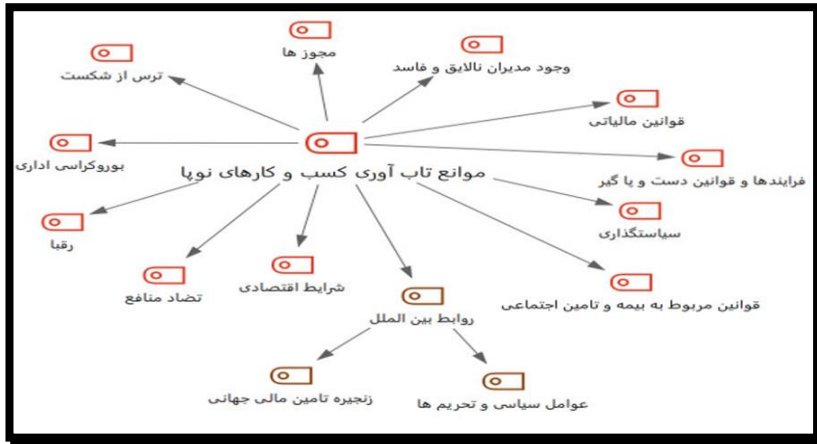 مجوز ها
وجود مدیران نالایق و فاسد
ترس از شکست
قوانین مالیاتی
بوروکراسی اداری
موانع تاب آوری کسب و کارهای نوپا
فرایندها و قوانین دست و پا گیر
سیاستگذاری
رقبا
تضاد منافع
شرایط اقتصادی
قوانین مربوط به بیمه و تامین اجتماعی
روابط بین الملل
زنجیره تامین مالی جهانی
عوامل سیاسی و تحریم ها